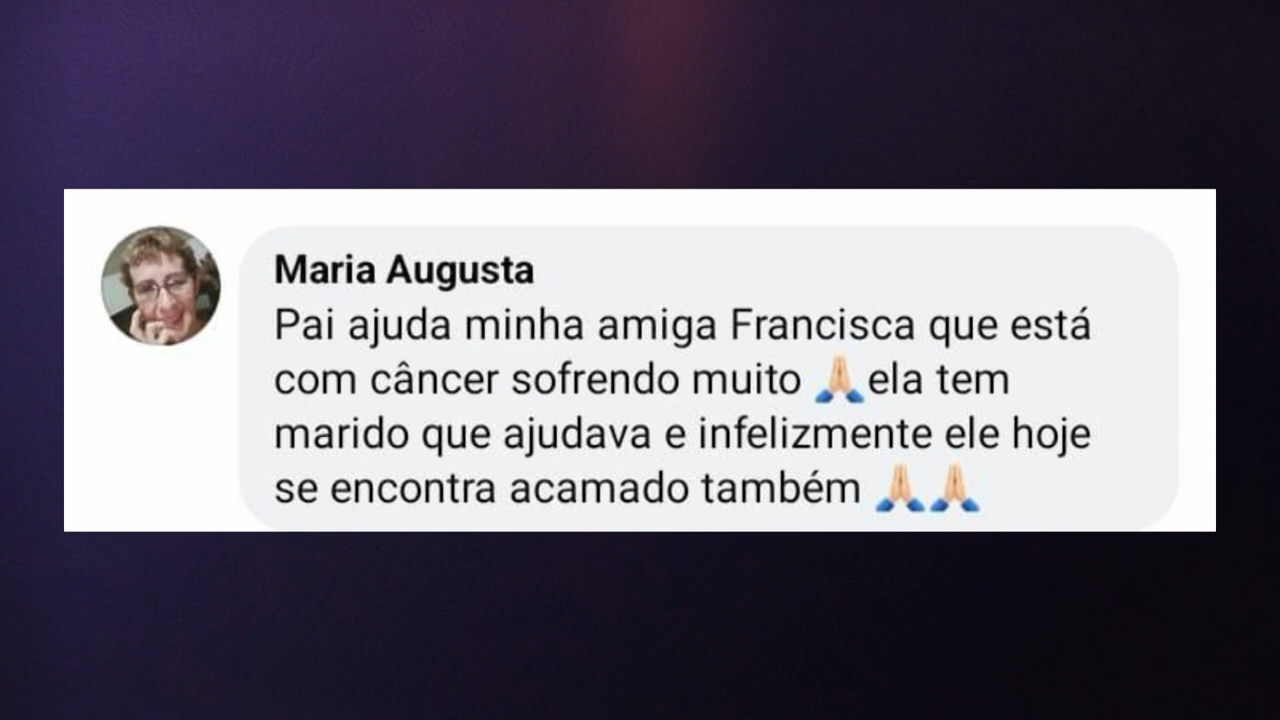 Maria Augusta
Pai ajuda minha amiga Francisca que está
com câncer sofrendo muito 🙏🏻ela tem
marido que ajudava e infelizmente ele hoje
se encontra acamado também 🙏🏻🙏🏻